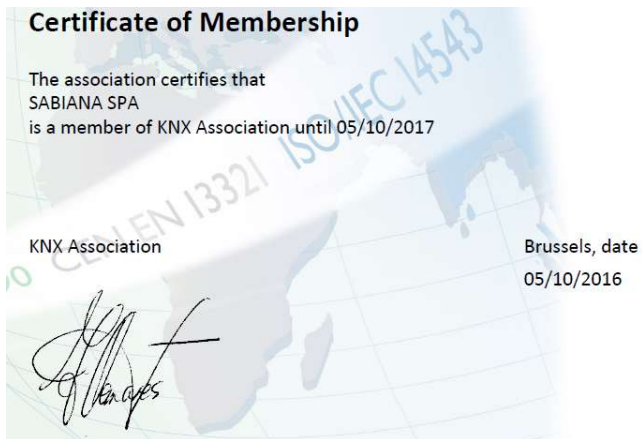 Certificate of Membership
The association certifies that
SABIANA SPA
is a member of KNX Association until 05/10/2017
ISO/IEC 14543
CEN EN 13321
KNX Association
Brussels, date
05/10/2016